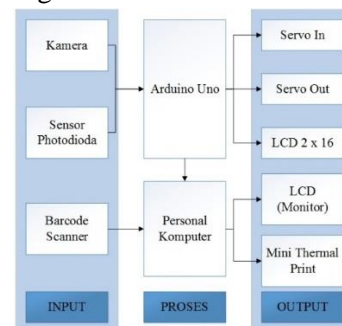 Kamera
Sensor
Photodioda
Barcode
Scanner
INPUT
Arduino Uno
Personal
Komputer
PROSES
Servo In
Servo Out
LCD 2 x 16
LCD
(Monitor)
Mini Thermal
Print
OUTPUT